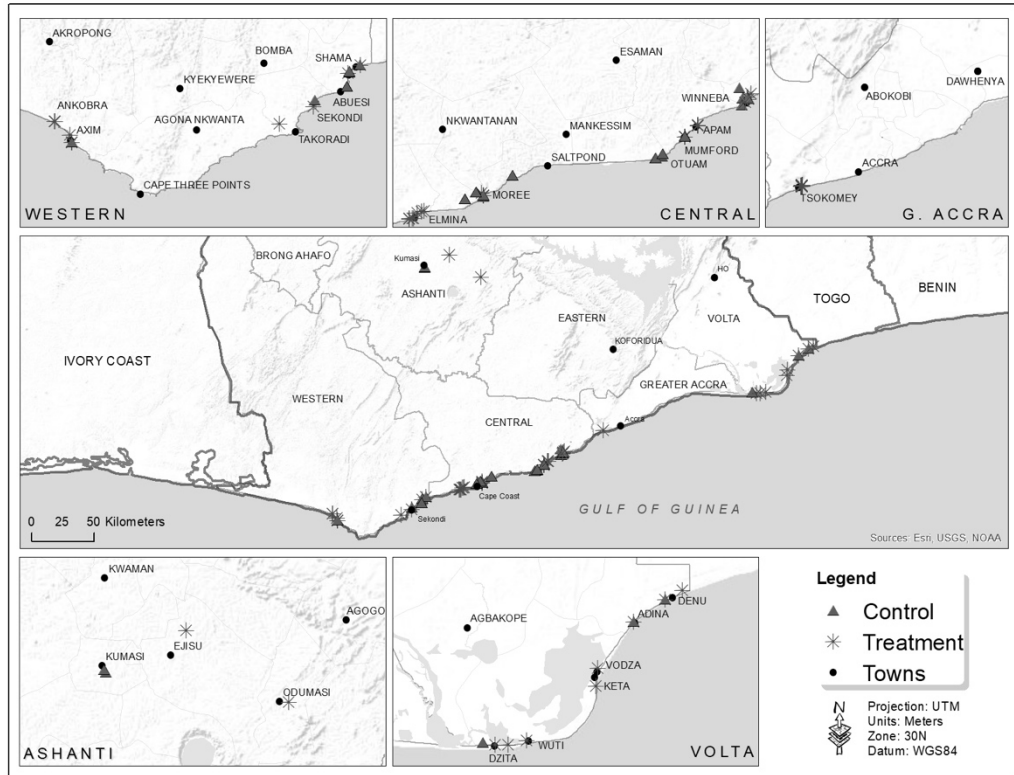 AKROPONG
BOMBA
SHAMA
KYEKYEWERE
ABUESI
ANKOBRA
SEKONDI
AGONA NKWANTA
AXIM
TAKORADI
CAPE THREE POINTS
WESTERN
ESAMAN
WINNEBA
NKWANTANAN
MANKESSIM
APAM
MUMFORD
SALTPOND
OTUAM
MOREE
ELMINA
CENTRAL
DAWHENYA
ABOKOBI
ACCRA
TSOKOMEY
G. ACCRA
BRONG AHAFO
Kumasi
ASHANTI
HO
TOGO
BENIN
EASTERN
VOLTA
IVORY COAST
KOFORIDUA
WESTERN
GREATER ACCRA
CENTRAL
Accra
Cape Coast
GULF OF GUINEA
Sekondi
0 25 50 Kilometers
Sources: Esri, USGS, NOAA
KWAMAN
AGOGO
EJISU
KUMASI
ODUMASI
ASHANTI
AGBAKOPE
DENU
ADINA
VODZA
KETA
WUTI
DZITA
VOLTA
Legend
Control
Treatment
Towns
N
Projection: UTM
Units: Meters
Zone: 30N
Datum: WGS84